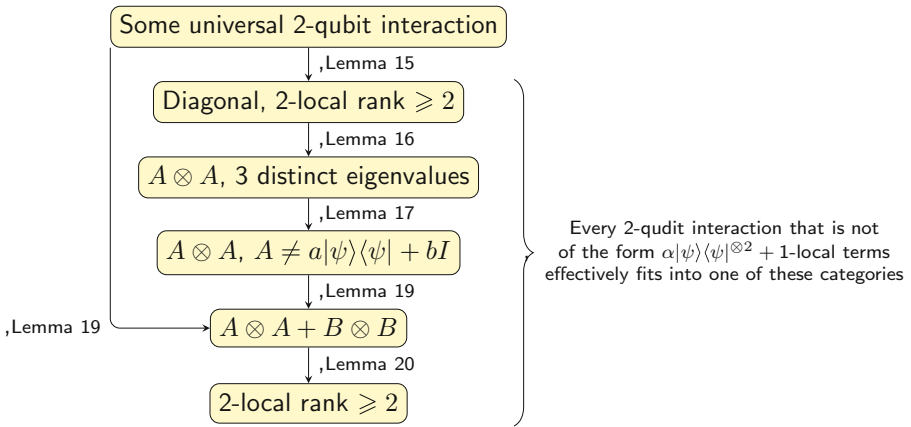 Some universal 2-qubit interaction
,Lemma 15
Diagonal, 2-local rank ⩾ 2
,Lemma 16
A ⊗ A, 3 distinct eigenvalues
,Lemma 17
A ⊗ A, A ≠ a|ψ⟩⟨ψ| + bI
,Lemma 19
,Lemma 19
A ⊗ A + B ⊗ B
,Lemma 20
2-local rank ⩾ 2
Every 2-qudit interaction that is not
of the form α|ψ⟩⟨ψ|⊗2 + 1-local terms
effectively fits into one of these categories